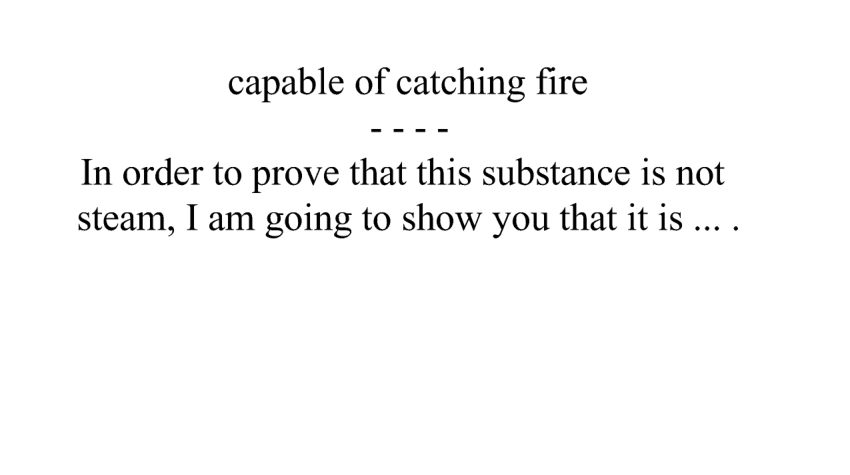 capable of catching fire
- - - -
In order to prove that this substance is not
steam, I am going to show you that it is ... .